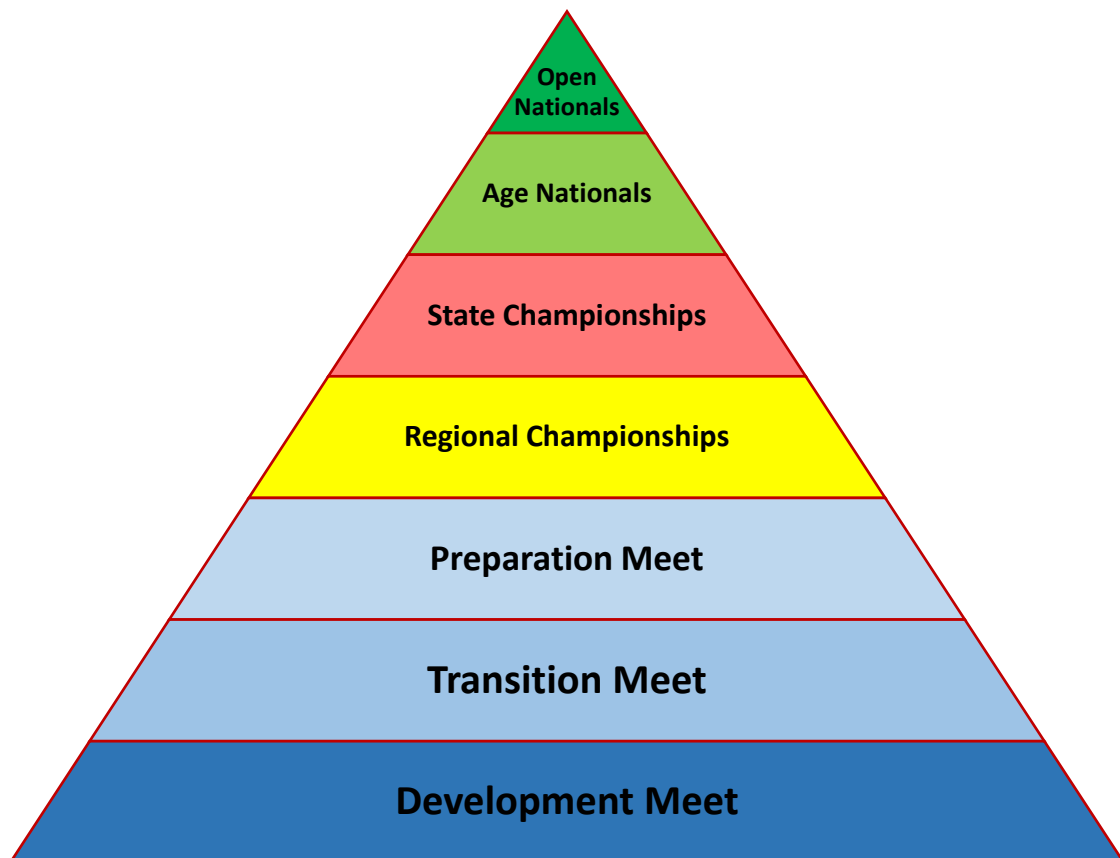 Open
Nationals
Age Nationals
State Championships
Regional Championships
Preparation Meet
Transition Meet
Development Meet